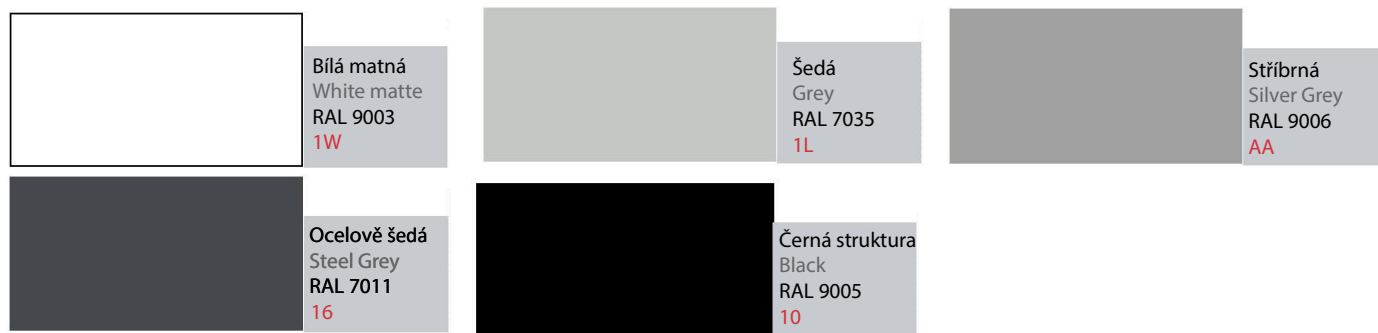 Bílá matná
White matte
RAL 9003
1W
Šedá
Grey
RAL 7035
1L
Stříbrná
Silver Grey
RAL 9006
AA
Ocelově šedá
Steel Grey
RAL 7011
16
Černá struktura
Black
RAL 9005
10